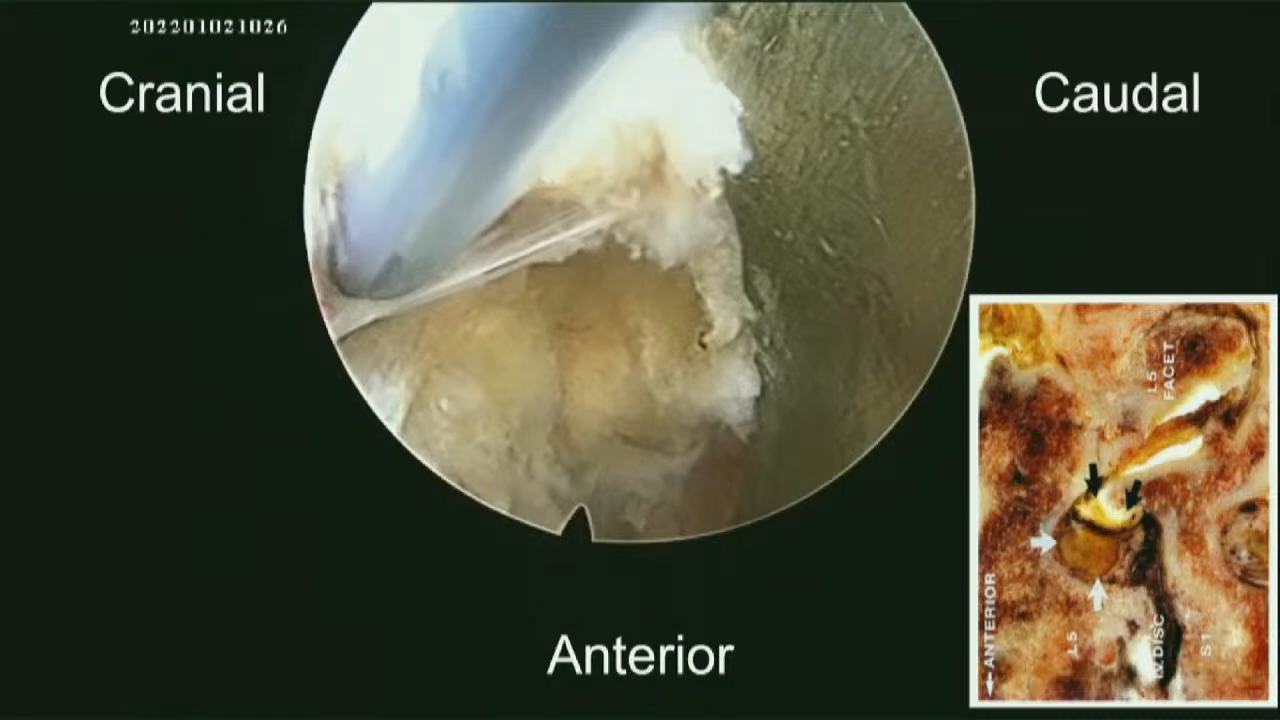 202201021026
Cranial
Caudal
Anterior
L5
FACET
ANTERIOR
L5
I.V.DISC
S1